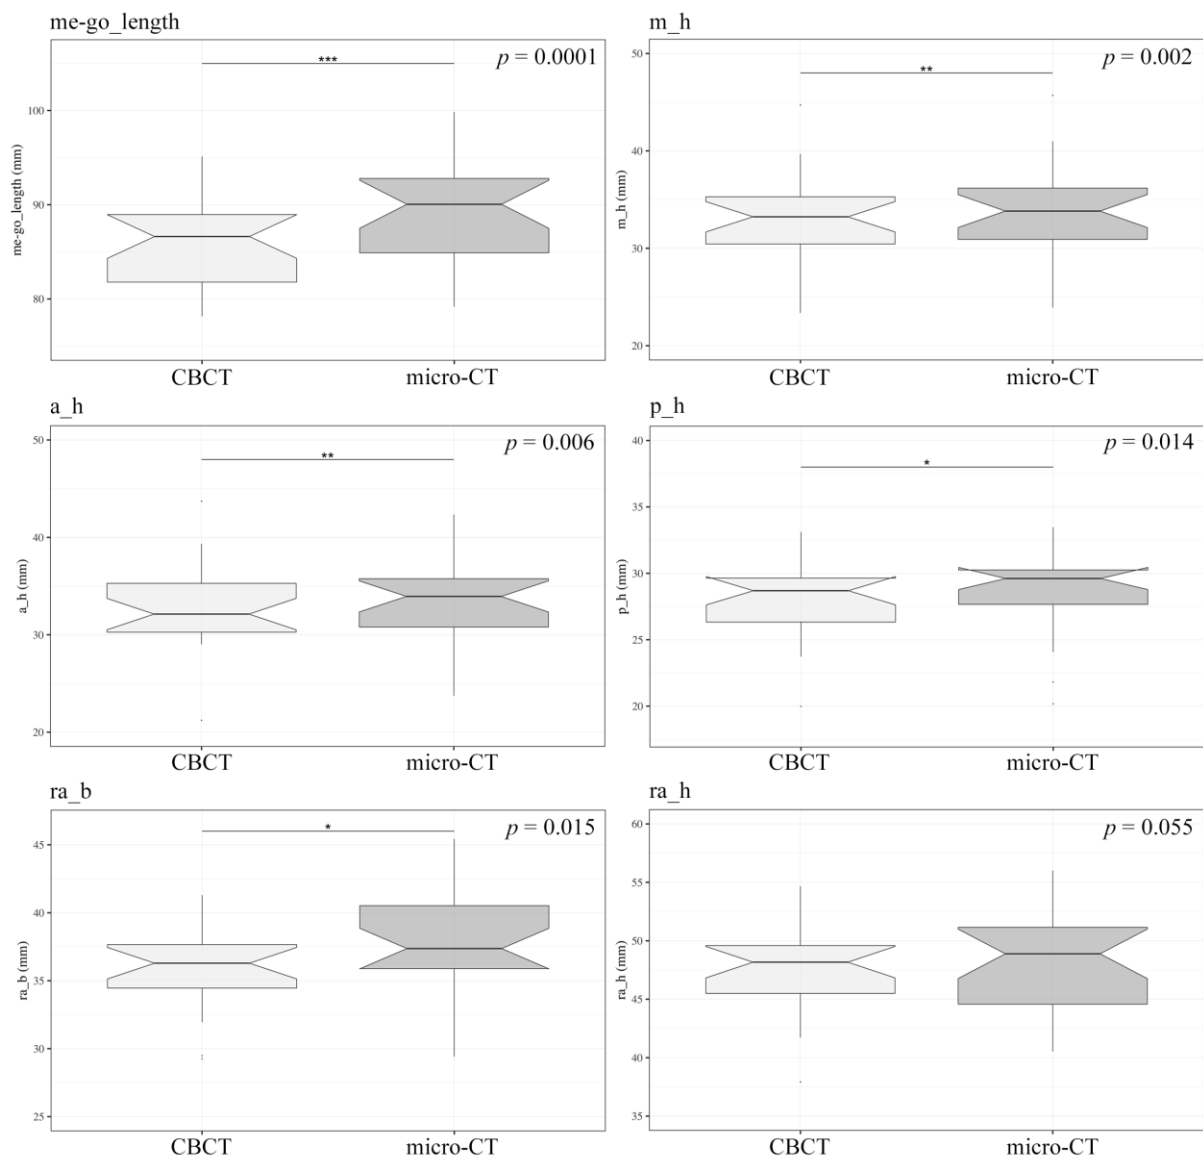 me-go_length
p = 0.0001
***
100
90
80
me-go_length (mm)
CBCT
micro-CT
m_h
p = 0.002
**
50
40
30
20
m_h (mm)
CBCT
micro-CT
a_h
p = 0.006
**
50
40
30
20
a_h (mm)
CBCT
micro-CT
p_h
p = 0.014
*
40
35
30
25
20
p_h (mm)
CBCT
micro-CT
ra_b
p = 0.015
*
45
40
35
30
25
ra_b (mm)
CBCT
micro-CT
ra_h
p = 0.055
60
55
50
45
40
35
ra_h (mm)
CBCT
micro-CT